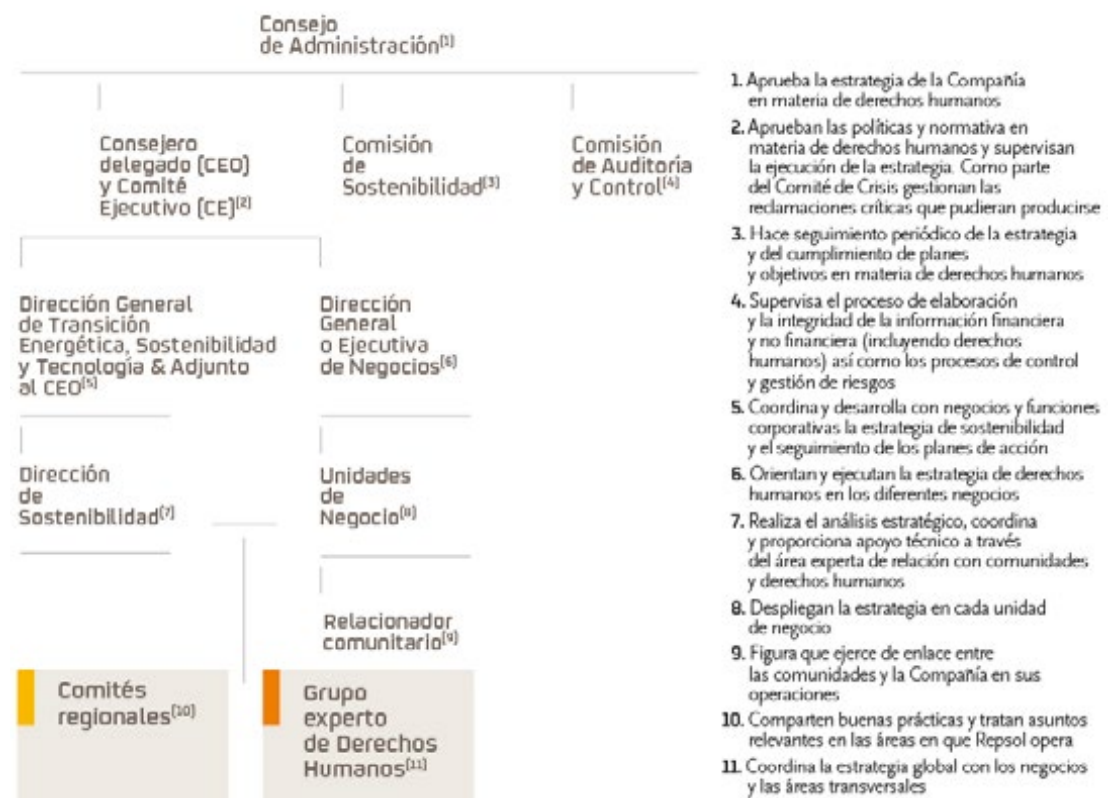 Consejo
de Administración[1]
Consejero
delegado (CEO)
y Comité
Ejecutivo (CE)[2]
Comisión
de
Sostenibilidad[3]
Comisión
de Auditoría
y Control[4]
Dirección General
de Transición
Energética, Sostenibilidad
y Tecnología & Adjunto
al CEO[5]
Dirección
General
o Ejecutiva
de Negocios[6]
Dirección
de
Sostenibilidad[7]
Unidades
de
Negocio[8]
Relacionador
comunitario[9]
Comités
regionales[10]
Grupo
experto
de Derechos
Humanos[11]
1. Aprueba la estrategia de la Compañía
en materia de derechos humanos
2. Aprueban las políticas y normativa en
materia de derechos humanos y supervisan
la ejecución de la estrategia. Como parte
del Comité de Crisis gestionan las
reclamaciones críticas que pudieran producirse
3. Hace seguimiento periódico de la estrategia
y del cumplimiento de planes
y objetivos en materia de derechos humanos
4. Supervisa el proceso de elaboración
y la integridad de la información financiera
y no financiera (incluyendo derechos
humanos) así como los procesos de control
y gestión de riesgos
5. Coordina y desarrolla con negocios y funciones
corporativas la estrategia de sostenibilidad
y el seguimiento de los planes de acción
6. Orientan y ejecutan la estrategia de derechos
humanos en los diferentes negocios
7. Realiza el análisis estratégico, coordina
y proporciona apoyo técnico a través
del área experta de relación con comunidades
y derechos humanos
8. Despliegan la estrategia en cada unidad
de negocio
9. Figura que ejerce de enlace entre
las comunidades y la Compañía en sus
operaciones
10. Comparten buenas prácticas y tratan asuntos
relevantes en las áreas en que Repsol opera
11. Coordina la estrategia global con los negocios
y las áreas transversales